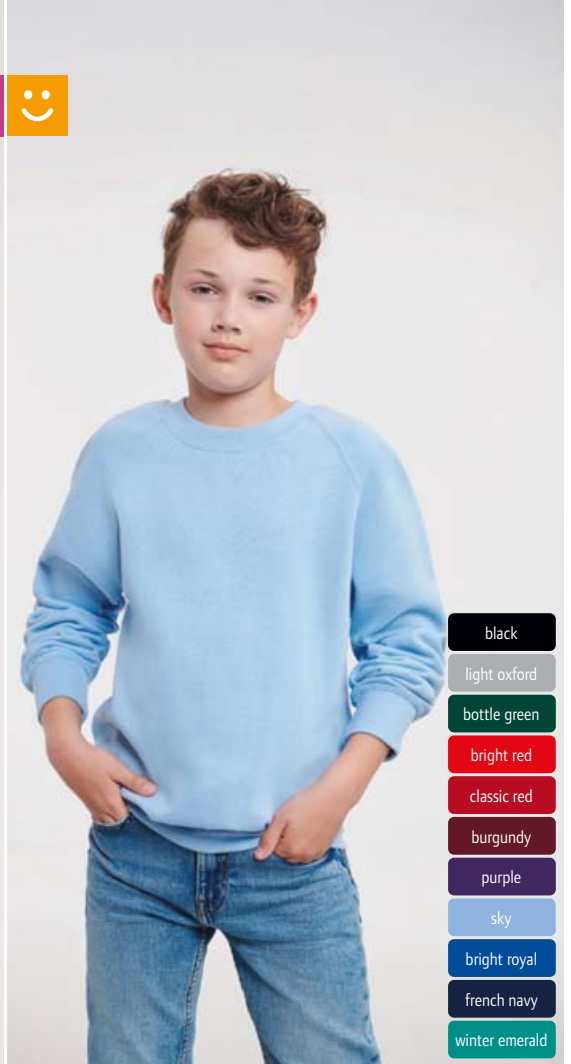 black
light oxford
bottle green
bright red
classic red
burgundy
purple
sky
bright royal
french navy
winter emerald